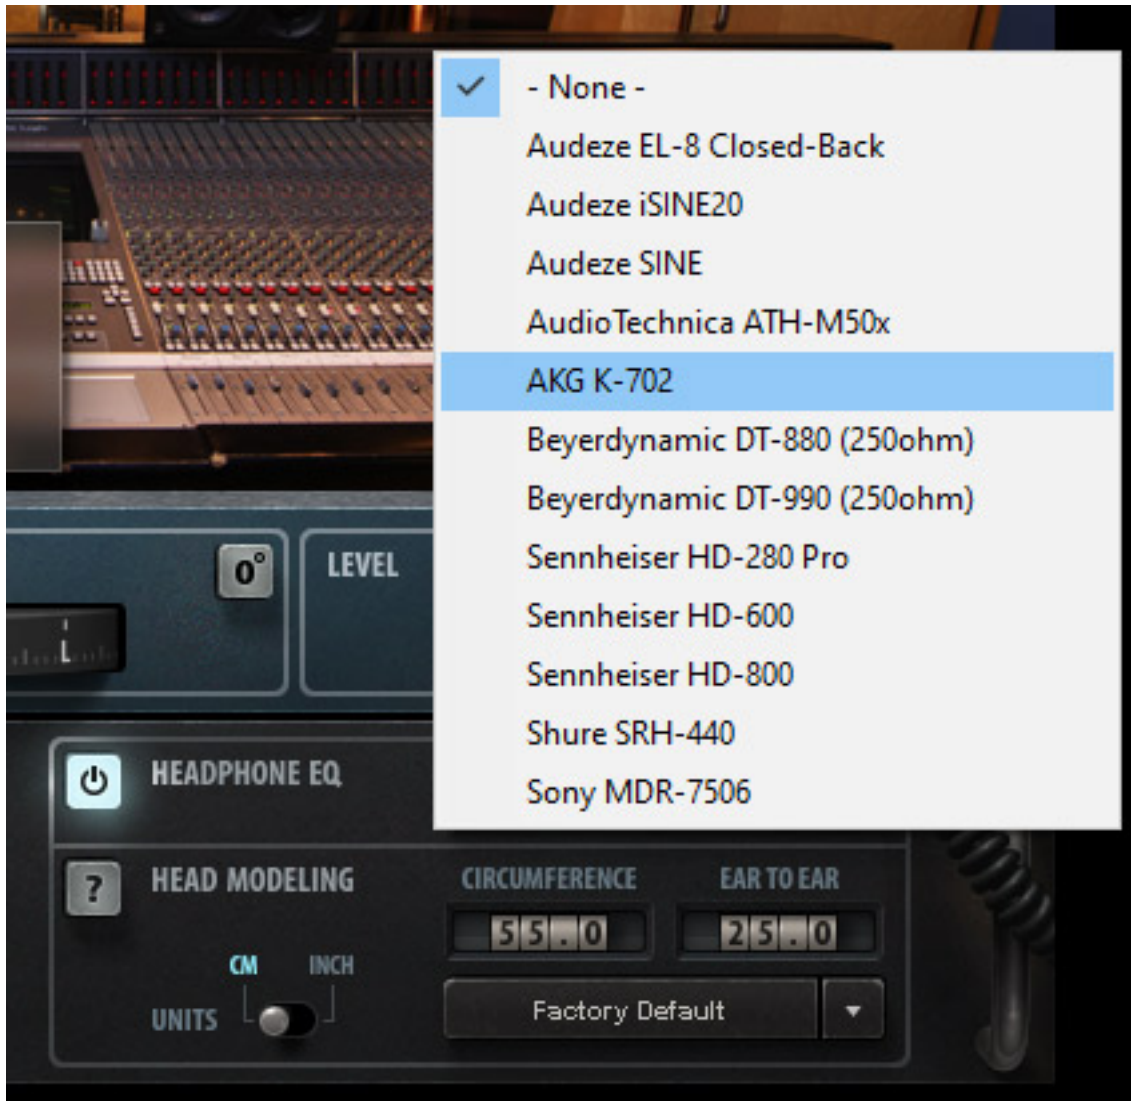 - None -
Audeze EL-8 Closed-Back
Audeze iSINE20
Audeze SINE
AudioTechnica ATH-M50x
AKG K-702
Beyerdynamic DT-880 (250ohm)
Beyerdynamic DT-990 (250ohm)
Sennheiser HD-280 Pro
Sennheiser HD-600
Sennheiser HD-800
Shure SRH-440
Sony MDR-7506
0°
LEVEL
L
HEADPHONE EQ
? HEAD MODELING CIRCUMFERENCE EAR TO EAR
55.0 25.0
CM INCH
UNITS
Factory Default